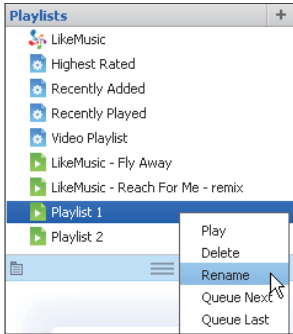 Playlists +
LikeMusic
Highest Rated
Recently Added
Recently Played
Video Playlist
LikeMusic - Fly Away
LikeMusic - Reach For Me - remix
Playlist 1
Playlist 2
Play
Delete
Rename
Queue Next
Queue Last